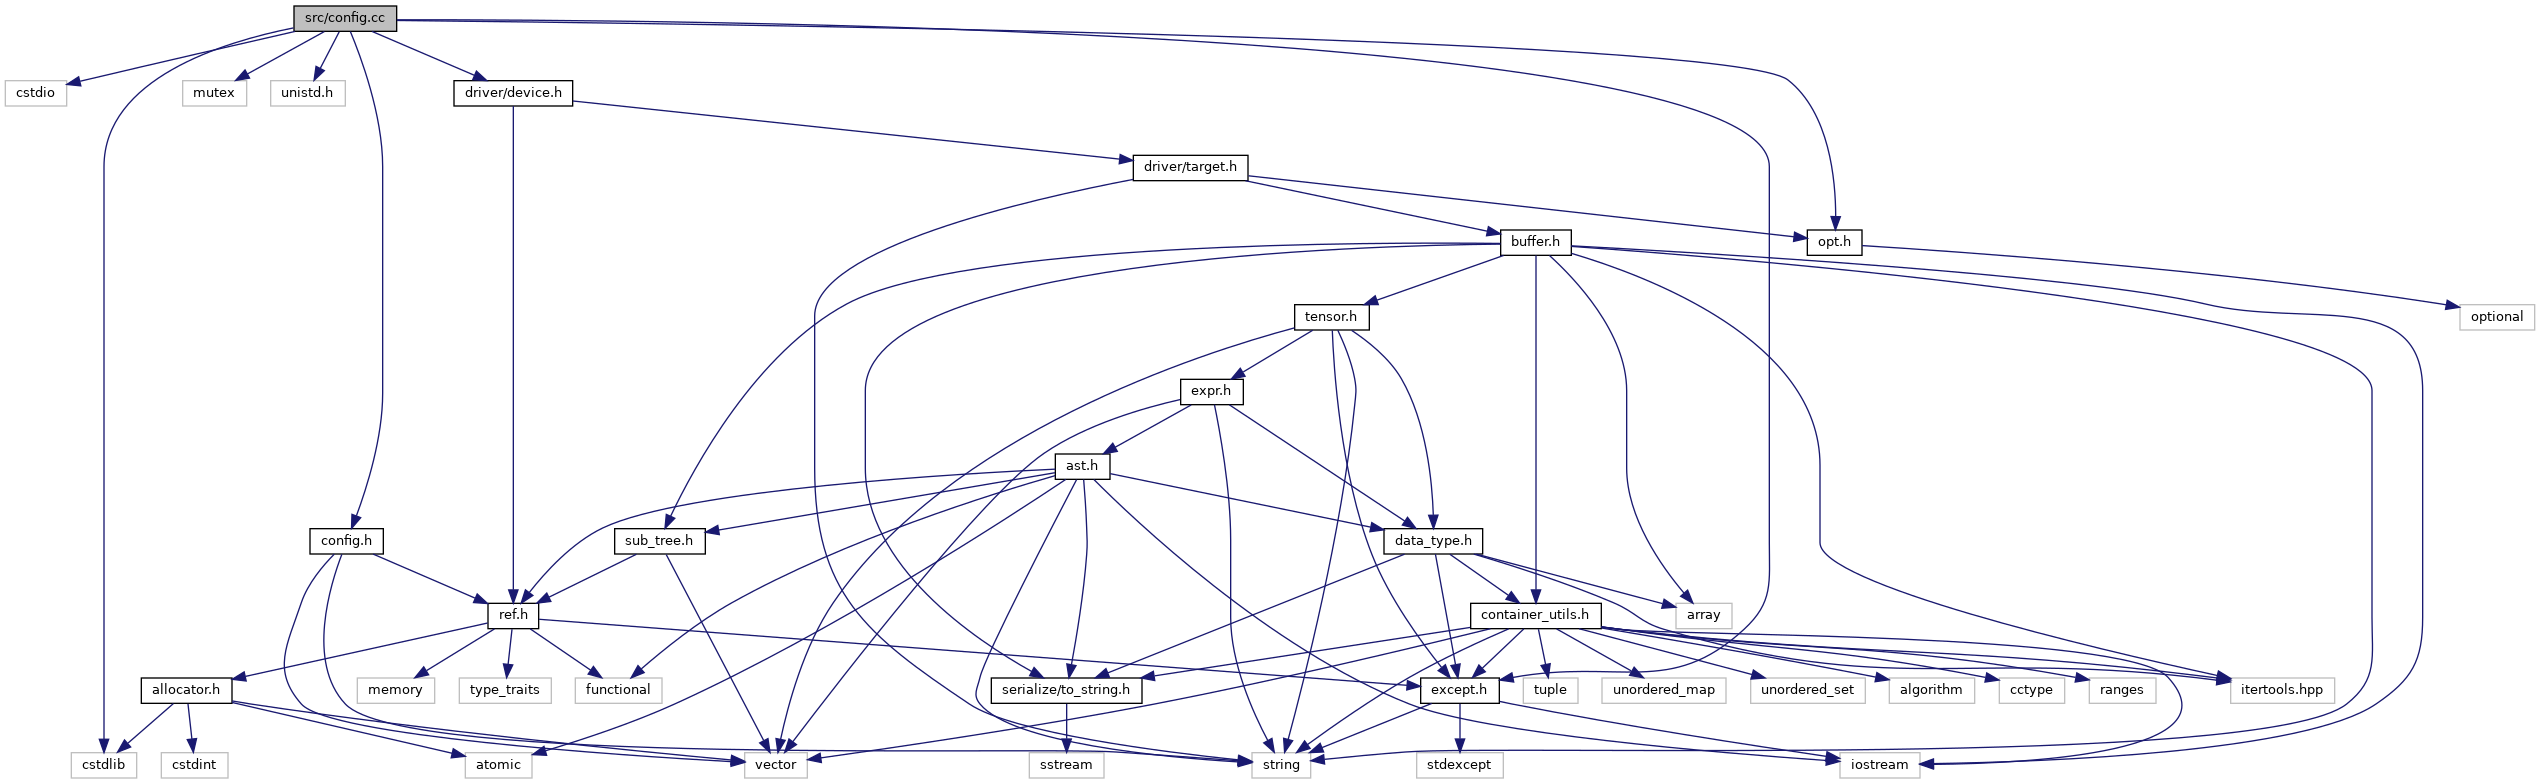 src/config.cc
cstdio
mutex
unistd.h
driver/device.h
driver/target.h
buffer.h
opt.h
tensor.h
optional
expr.h
ast.h
config.h
sub_tree.h
data_type.h
ref.h
container_utils.h
array
allocator.h
memory
type_traits
functional
serialize/to_string.h
except.h
tuple
unordered_map
unordered_set
algorithm
cctype
ranges
itertools.hpp
cstdlib
cstdint
atomic
vector
sstream
string
stdexcept
iostream